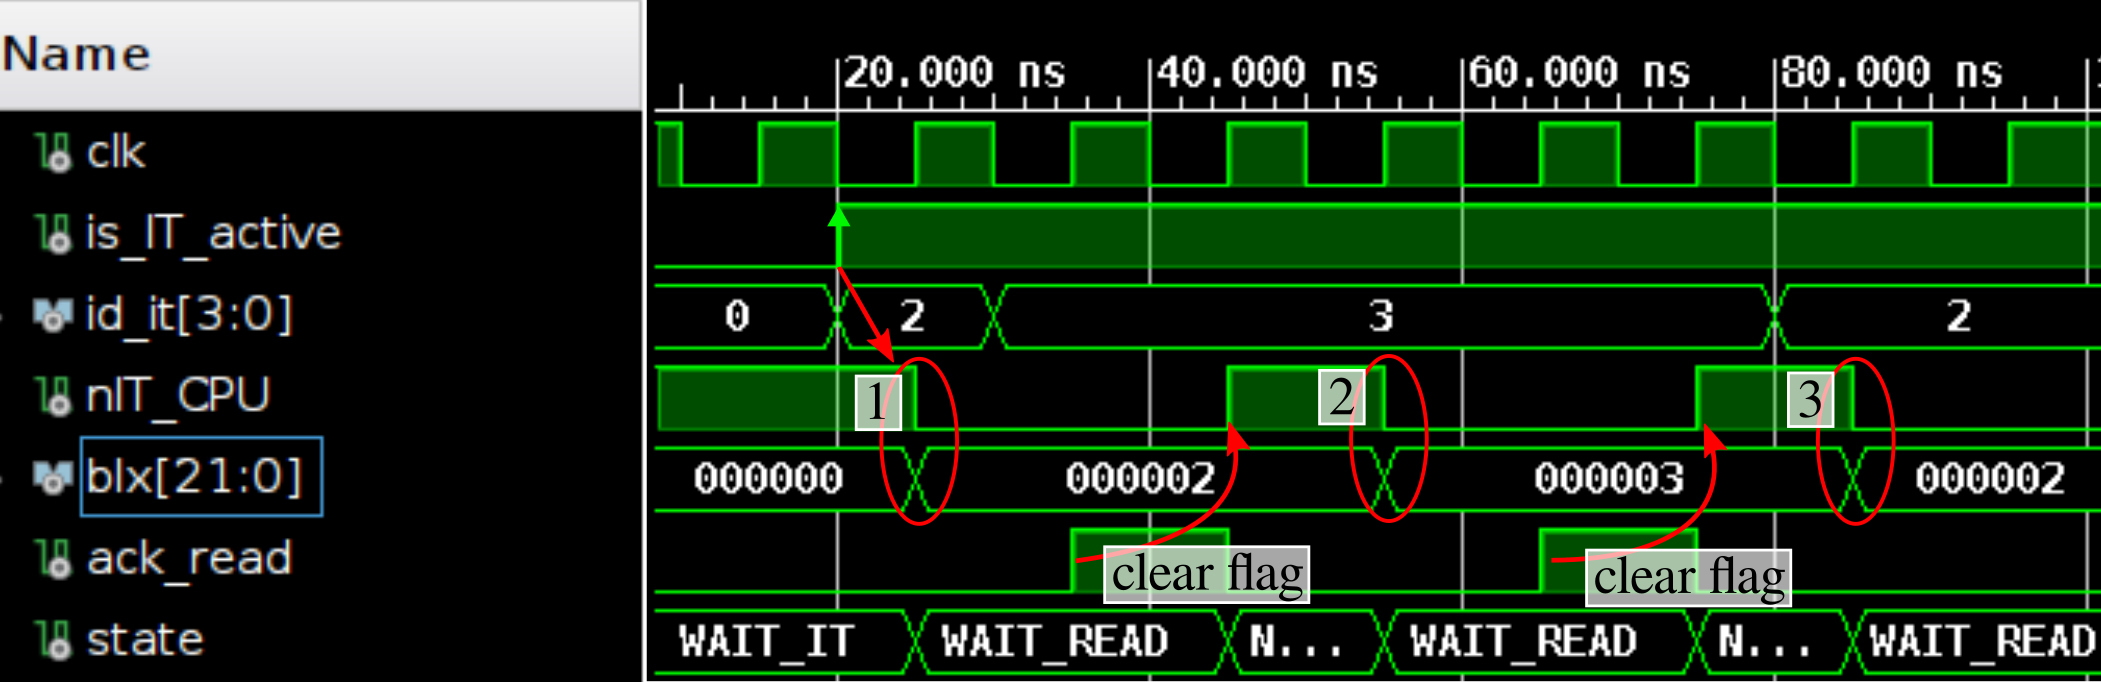 Name
20.000 ns 40.000 ns 60.000 ns 80.000 ns
clk
is_IT_active
id_it[3:0] 0 2 3 2
nIT_CPU 1 2 3
blx[21:0] 000000 000002 000003 000002
ack_read clear flag clear flag
state WAIT_IT WAIT_READ N... WAIT_READ N... WAIT_READ